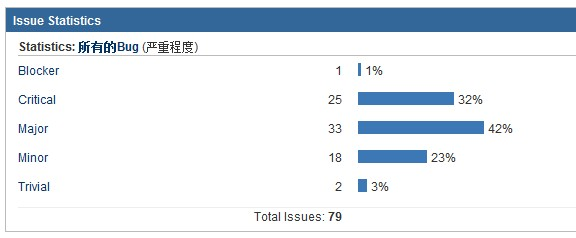 Issue Statistics
Statistics: 所有的Bug (严重程度)
Blocker 1 1%
Critical 25 32%
Major 33 42%
Minor 18 23%
Trivial 2 3%
Total Issues: 79